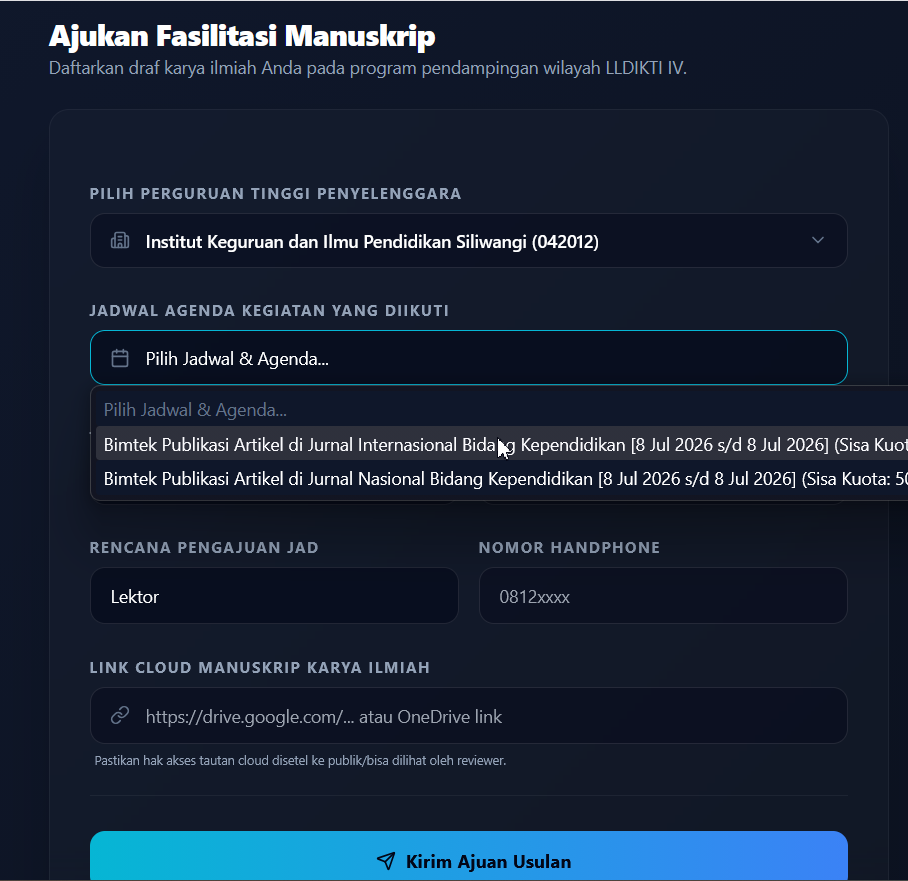 Ajukan Fasilitasi Manuskrip
Daftarkan draf karya ilmiah Anda pada program pendampingan wilayah LLDIKTI IV.
PILIH PERGURUAN TINGGI PENYELENGGARA
Institut Keguruan dan Ilmu Pendidikan Siliwangi (042012)
JADWAL AGENDA KEGIATAN YANG DIIKUTI
Pilih Jadwal & Agenda...
Pilih Jadwal & Agenda...
Bimtek Publikasi Artikel di Jurnal Internasional Bidang Kependidikan [8 Jul 2026 s/d 8 Jul 2026] (Sisa Kuot
Bimtek Publikasi Artikel di Jurnal Nasional Bidang Kependidikan [8 Jul 2026 s/d 8 Jul 2026] (Sisa Kuota: 50
RENCANA PENGAJUAN JAD
NOMOR HANDPHONE
Lektor
0812xxxx
LINK CLOUD MANUSKRIP KARYA ILMIAH
https://drive.google.com/... atau OneDrive link
Pastikan hak akses tautan cloud disetel ke publik/bisa dilihat oleh reviewer.
Kirim Ajuan Usulan